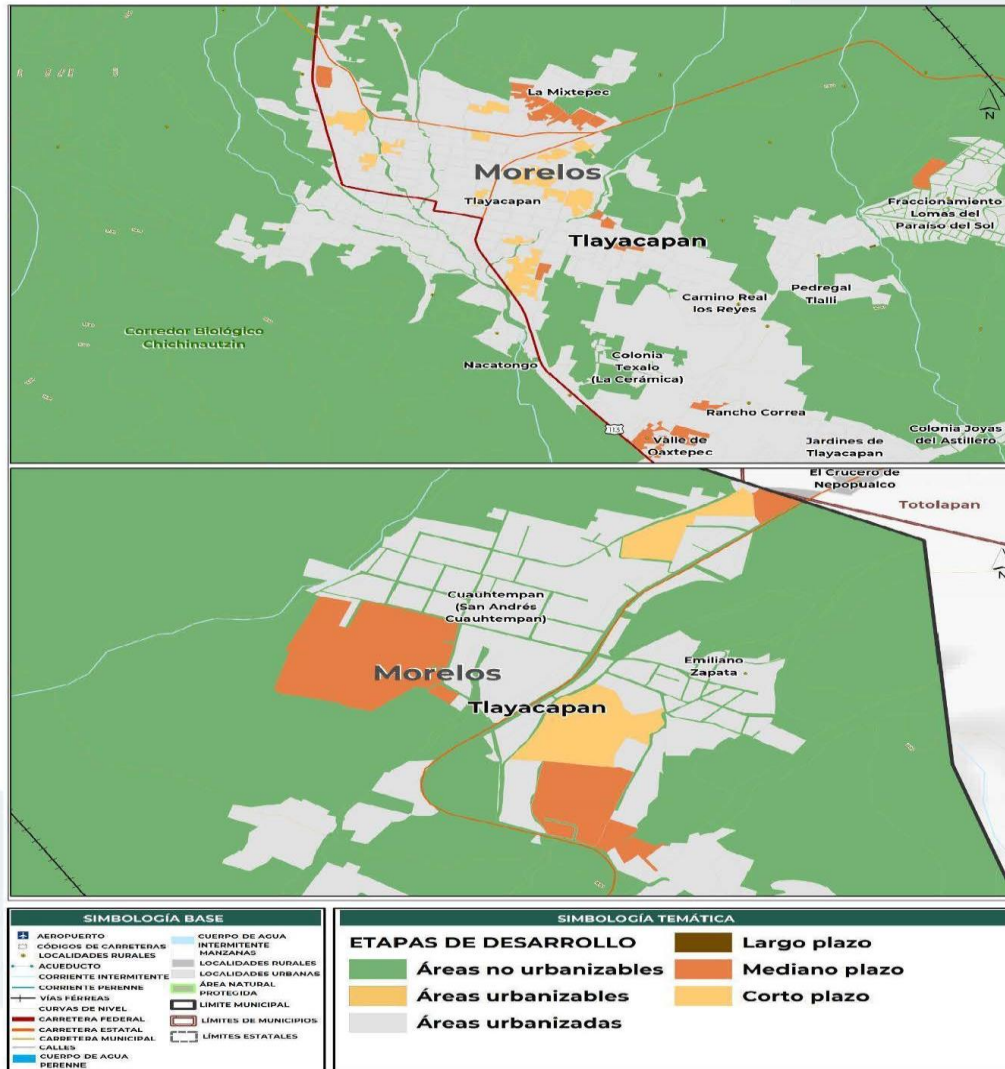 La Mixtepec
N
Morelos
Tlayacapan
Fraccionamiento
Lomas del
Paraíso del Sol
Tlayacapan
Pedregal
Tlalli
Camino Real
los Reyes
Corredor Biológico
Chichinautzin
Nacatongo
Colonia
Texalo
(La Cerámica)
Rancho Correa
113
Valle de
Oaxtepec
Jardines de
Tlayacapan
Colonia Joyas
del Astillero
El Crucero de
Nepopualco
Totolapan
N
Cuauhtempan
(San Andrés
Cuauhtempan)
Emiliano
Zapata
Morelos
Tlayacapan
SIMBOLOGÍA BASE
AEROPUERTO
CÓDIGOS DE CARRETERAS
LOCALIDADES RURALES
ACUEDUCTO
CORRIENTE INTERMITENTE
CORRIENTE PERENNE
VÍAS FÉRREAS
CURVAS DE NIVEL
CARRETERA FEDERAL
CARRETERA ESTATAL
CARRETERA MUNICIPAL
CALLES
CUERPO DE AGUA
PERENNE
CUERPO DE AGUA
INTERMITENTE
MANZANAS
LOCALIDADES RURALES
LOCALIDADES URBANAS
ÁREA NATURAL
PROTEGIDA
LÍMITE MUNICIPAL
LÍMITES DE MUNICIPIOS
LÍMITES ESTATALES
SIMBOLOGÍA TEMÁTICA
ETAPAS DE DESARROLLO
Áreas no urbanizables
Áreas urbanizables
Áreas urbanizadas
Largo plazo
Mediano plazo
Corto plazo